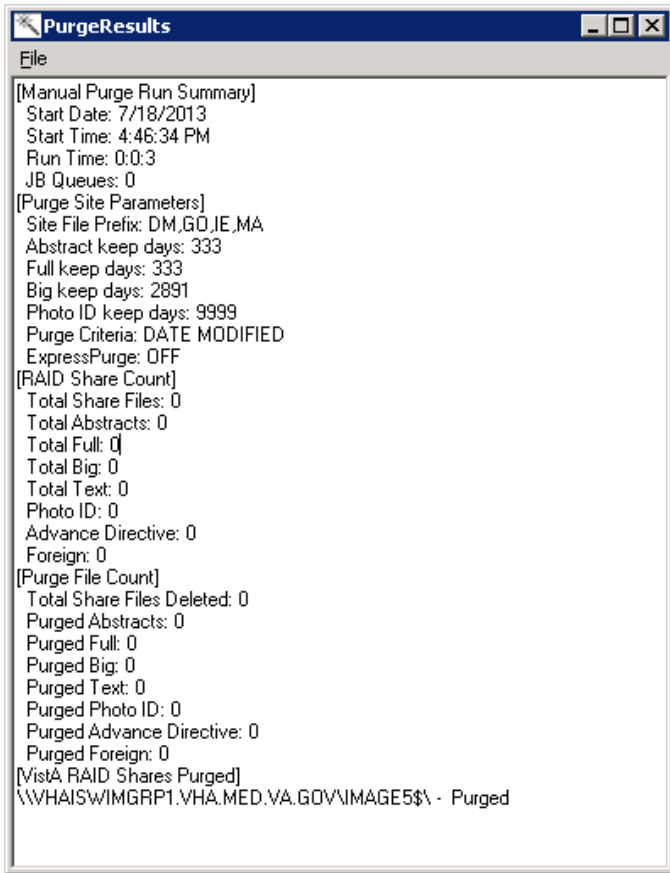 PurgeResults
File
[Manual Purge Run Summary]
Start Date: 7/18/2013
Start Time: 4:46:34 PM
Run Time: 0:0:3
JB Queues: 0
[Purge Site Parameters]
Site File Prefix: DM,GO,IE,MA
Abstract keep days: 333
Full keep days: 333
Big keep days: 2891
Photo ID keep days: 9999
Purge Criteria: DATE MODIFIED
ExpressPurge: OFF
[RAID Share Count]
Total Share Files: 0
Total Abstracts: 0
Total Full: 0
Total Big: 0
Total Text: 0
Photo ID: 0
Advance Directive: 0
Foreign: 0
[Purge File Count]
Total Share Files Deleted: 0
Purged Abstracts: 0
Purged Full: 0
Purged Big: 0
Purged Text: 0
Purged Photo ID: 0
Purged Advance Directive: 0
Purged Foreign: 0
[VistA RAID Shares Purged]
\\VHAISWIMGRP1.VHA.MED.VA.GOV\IMAGE5$\ - Purged